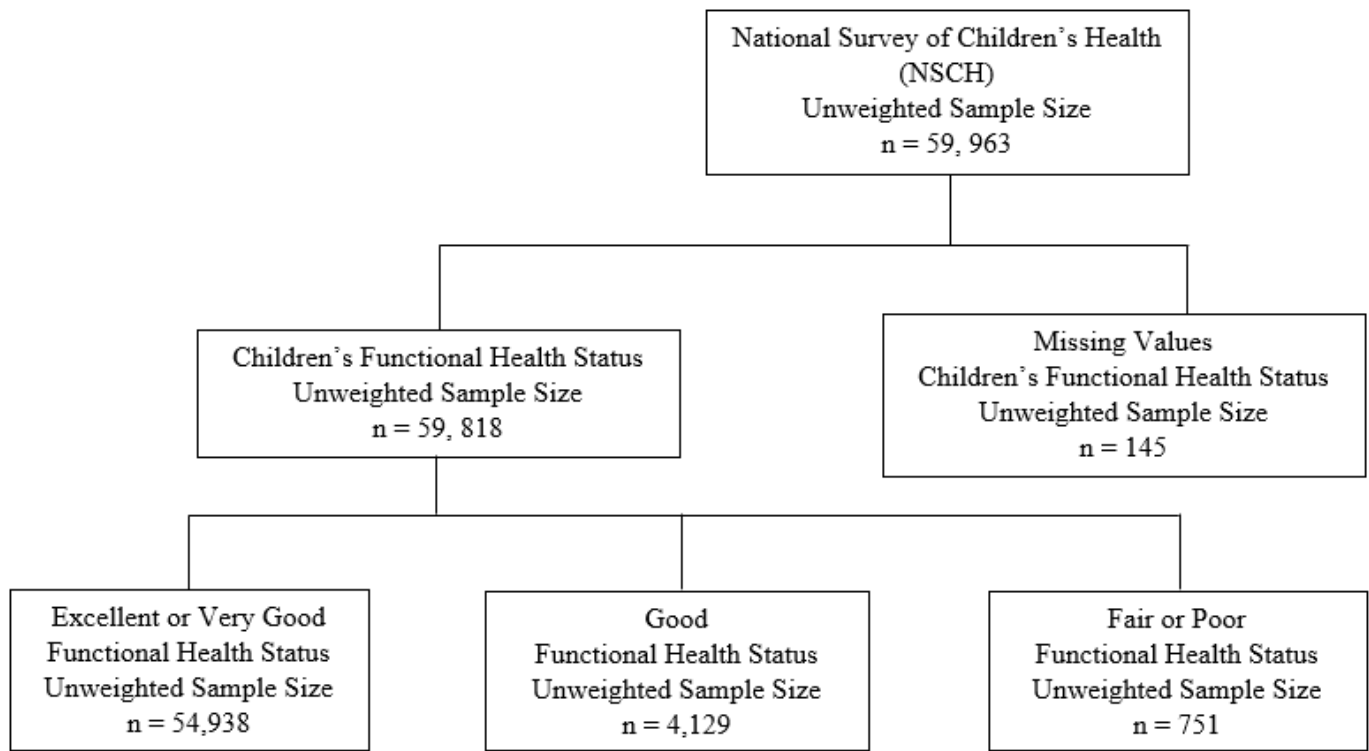 National Survey of Children’s Health
(NSCH)
Unweighted Sample Size
n = 59, 963
Children’s Functional Health Status
Unweighted Sample Size
n = 59, 818
Missing Values
Children’s Functional Health Status
Unweighted Sample Size
n = 145
Excellent or Very Good
Functional Health Status
Unweighted Sample Size
n = 54,938
Good
Functional Health Status
Unweighted Sample Size
n = 4,129
Fair or Poor
Functional Health Status
Unweighted Sample Size
n = 751